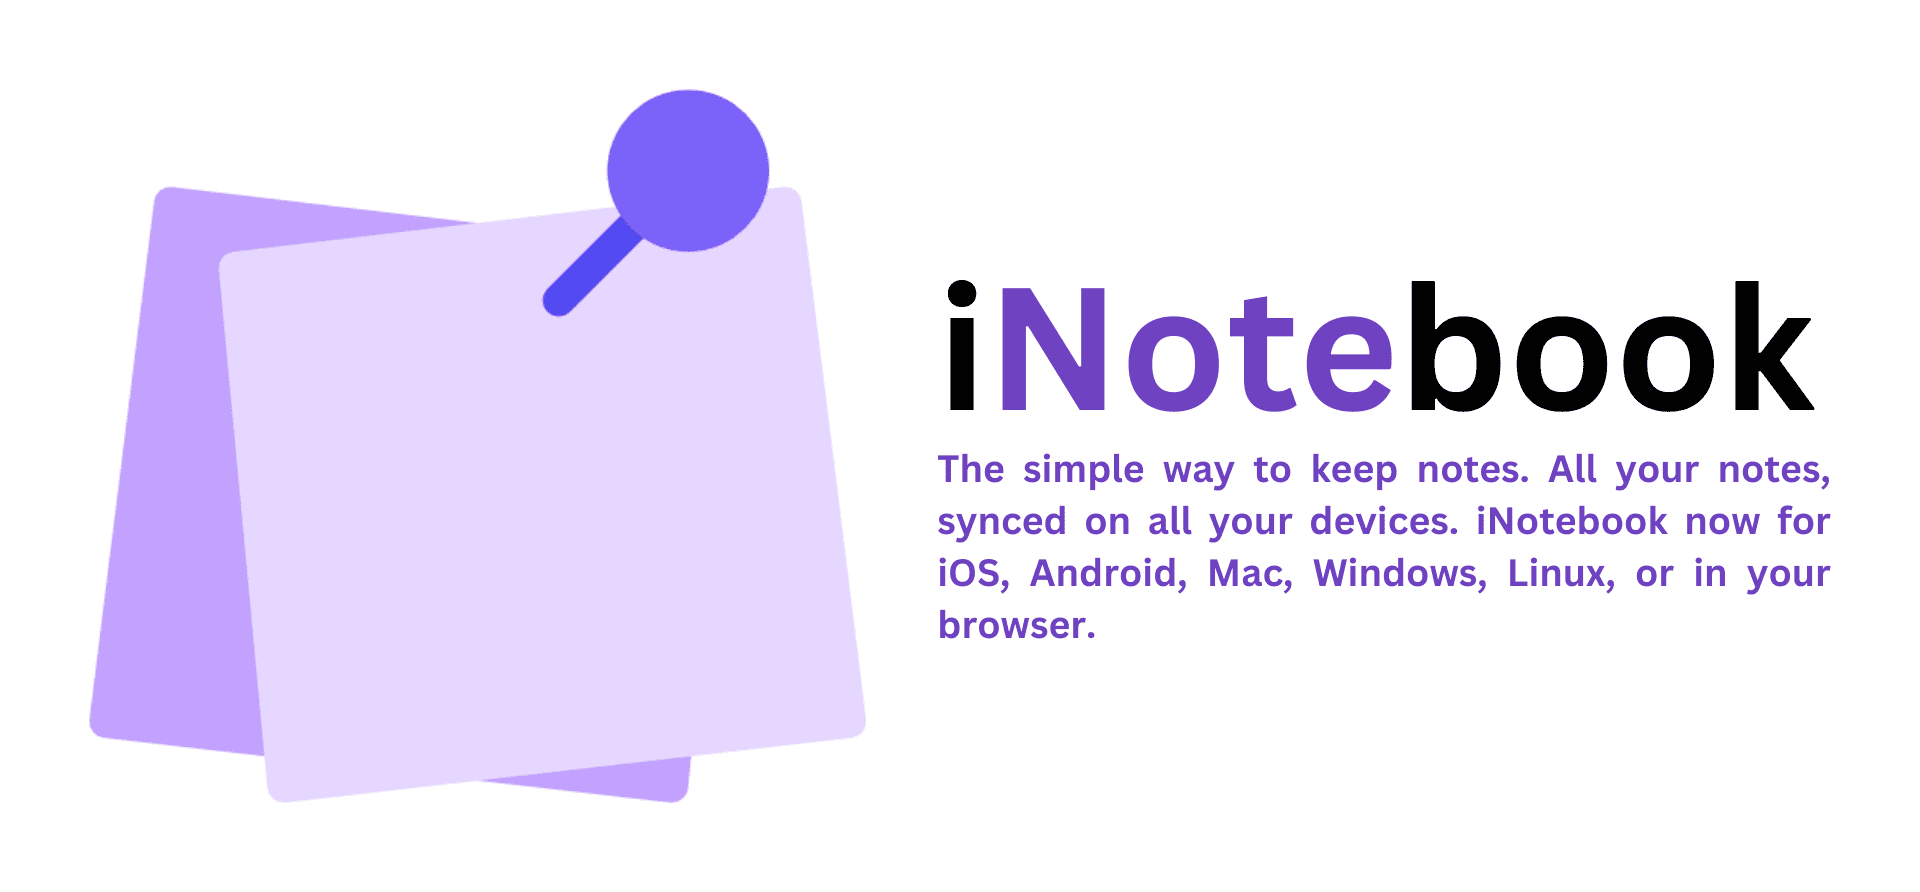 iNotebook
The simple way to keep notes. All your notes,
synced on all your devices. iNotebook now for
iOS, Android, Mac, Windows, Linux, or in your
browser.